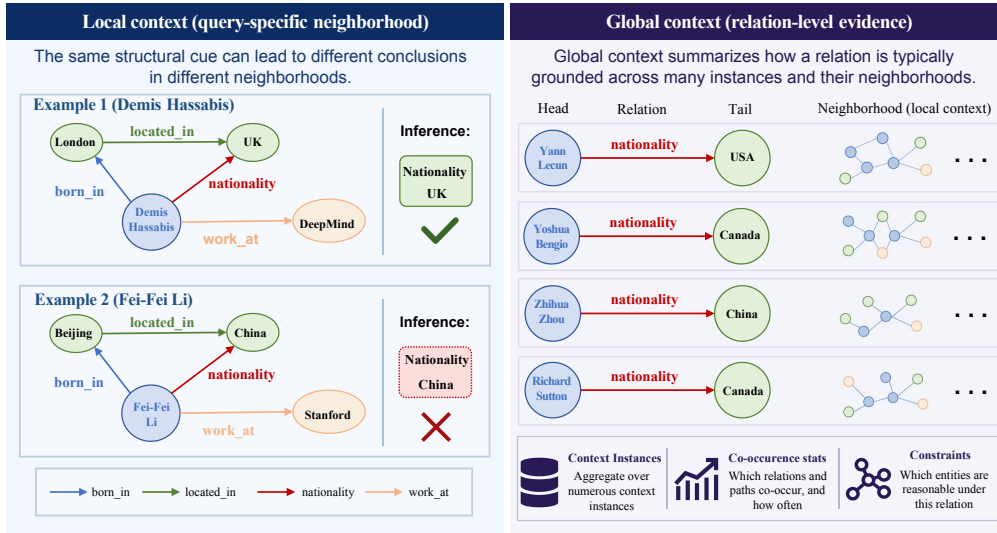 Local context (query-specific neighborhood)
The same structural cue can lead to different conclusions
in different neighborhoods.
Example 1 (Demis Hassabis)
London
located_in
UK
born_in
nationality
Demis
Hassabis
work_at
DeepMind
Inference:
Nationality
UK
Example 2 (Fei-Fei Li)
Beijing
located_in
China
born_in
nationality
Fei-Fei
Li
work_at
Stanford
Inference:
Nationality
China
born_in
located_in
nationality
work_at
Global context (relation-level evidence)
Global context summarizes how a relation is typically
grounded across many instances and their neighborhoods.
Head Relation Tail Neighborhood (local context)
Yann
Lecun
nationality
USA
. . .
Yoshua
Bengio
nationality
Canada
. . .
Zhihua
Zhou
nationality
China
. . .
Richard
Sutton
nationality
Canada
. . .
Context Instances
Aggregate over
numerous context
instances
Co-occurence stats
Which relations and
paths co-occur, and
how often
Constraints
Which entities are
reasonable under
this relation